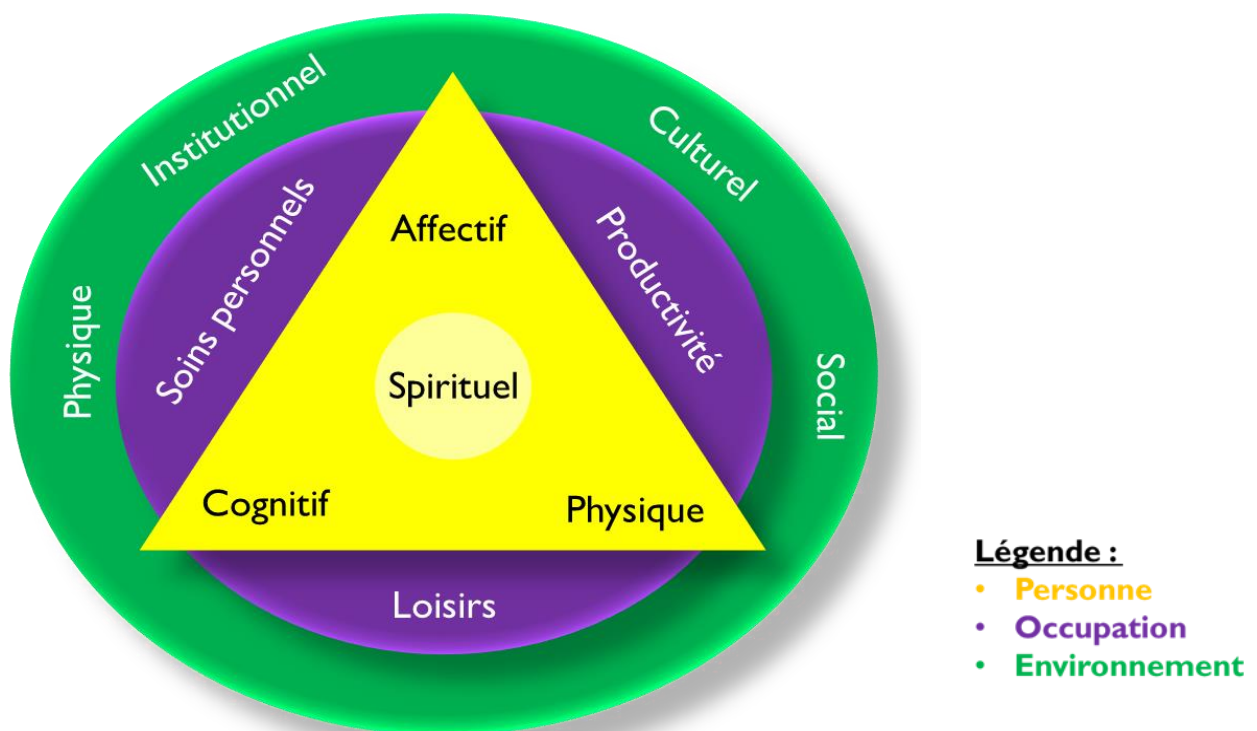 Institutionnel
Culturel
Physique
Social
Soins personnels
Productivité
Loisirs
Affectif
Spirituel
Cognitif
Physique
Légende :
• Personne
• Occupation
• Environnement